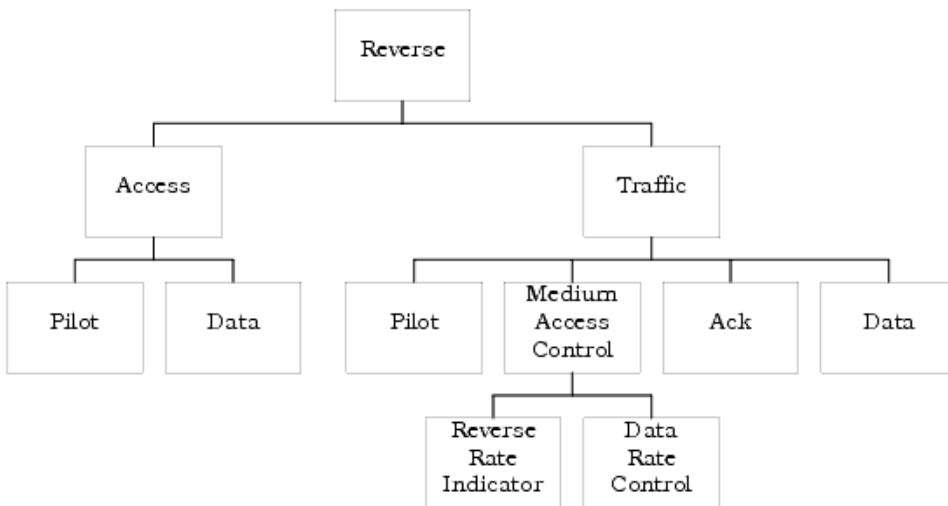 Reverse
Access
Traffic
Pilot
Data
Pilot
Medium
Access
Control
Ack
Data
Reverse
Rate
Indicator
Data
Rate
Control